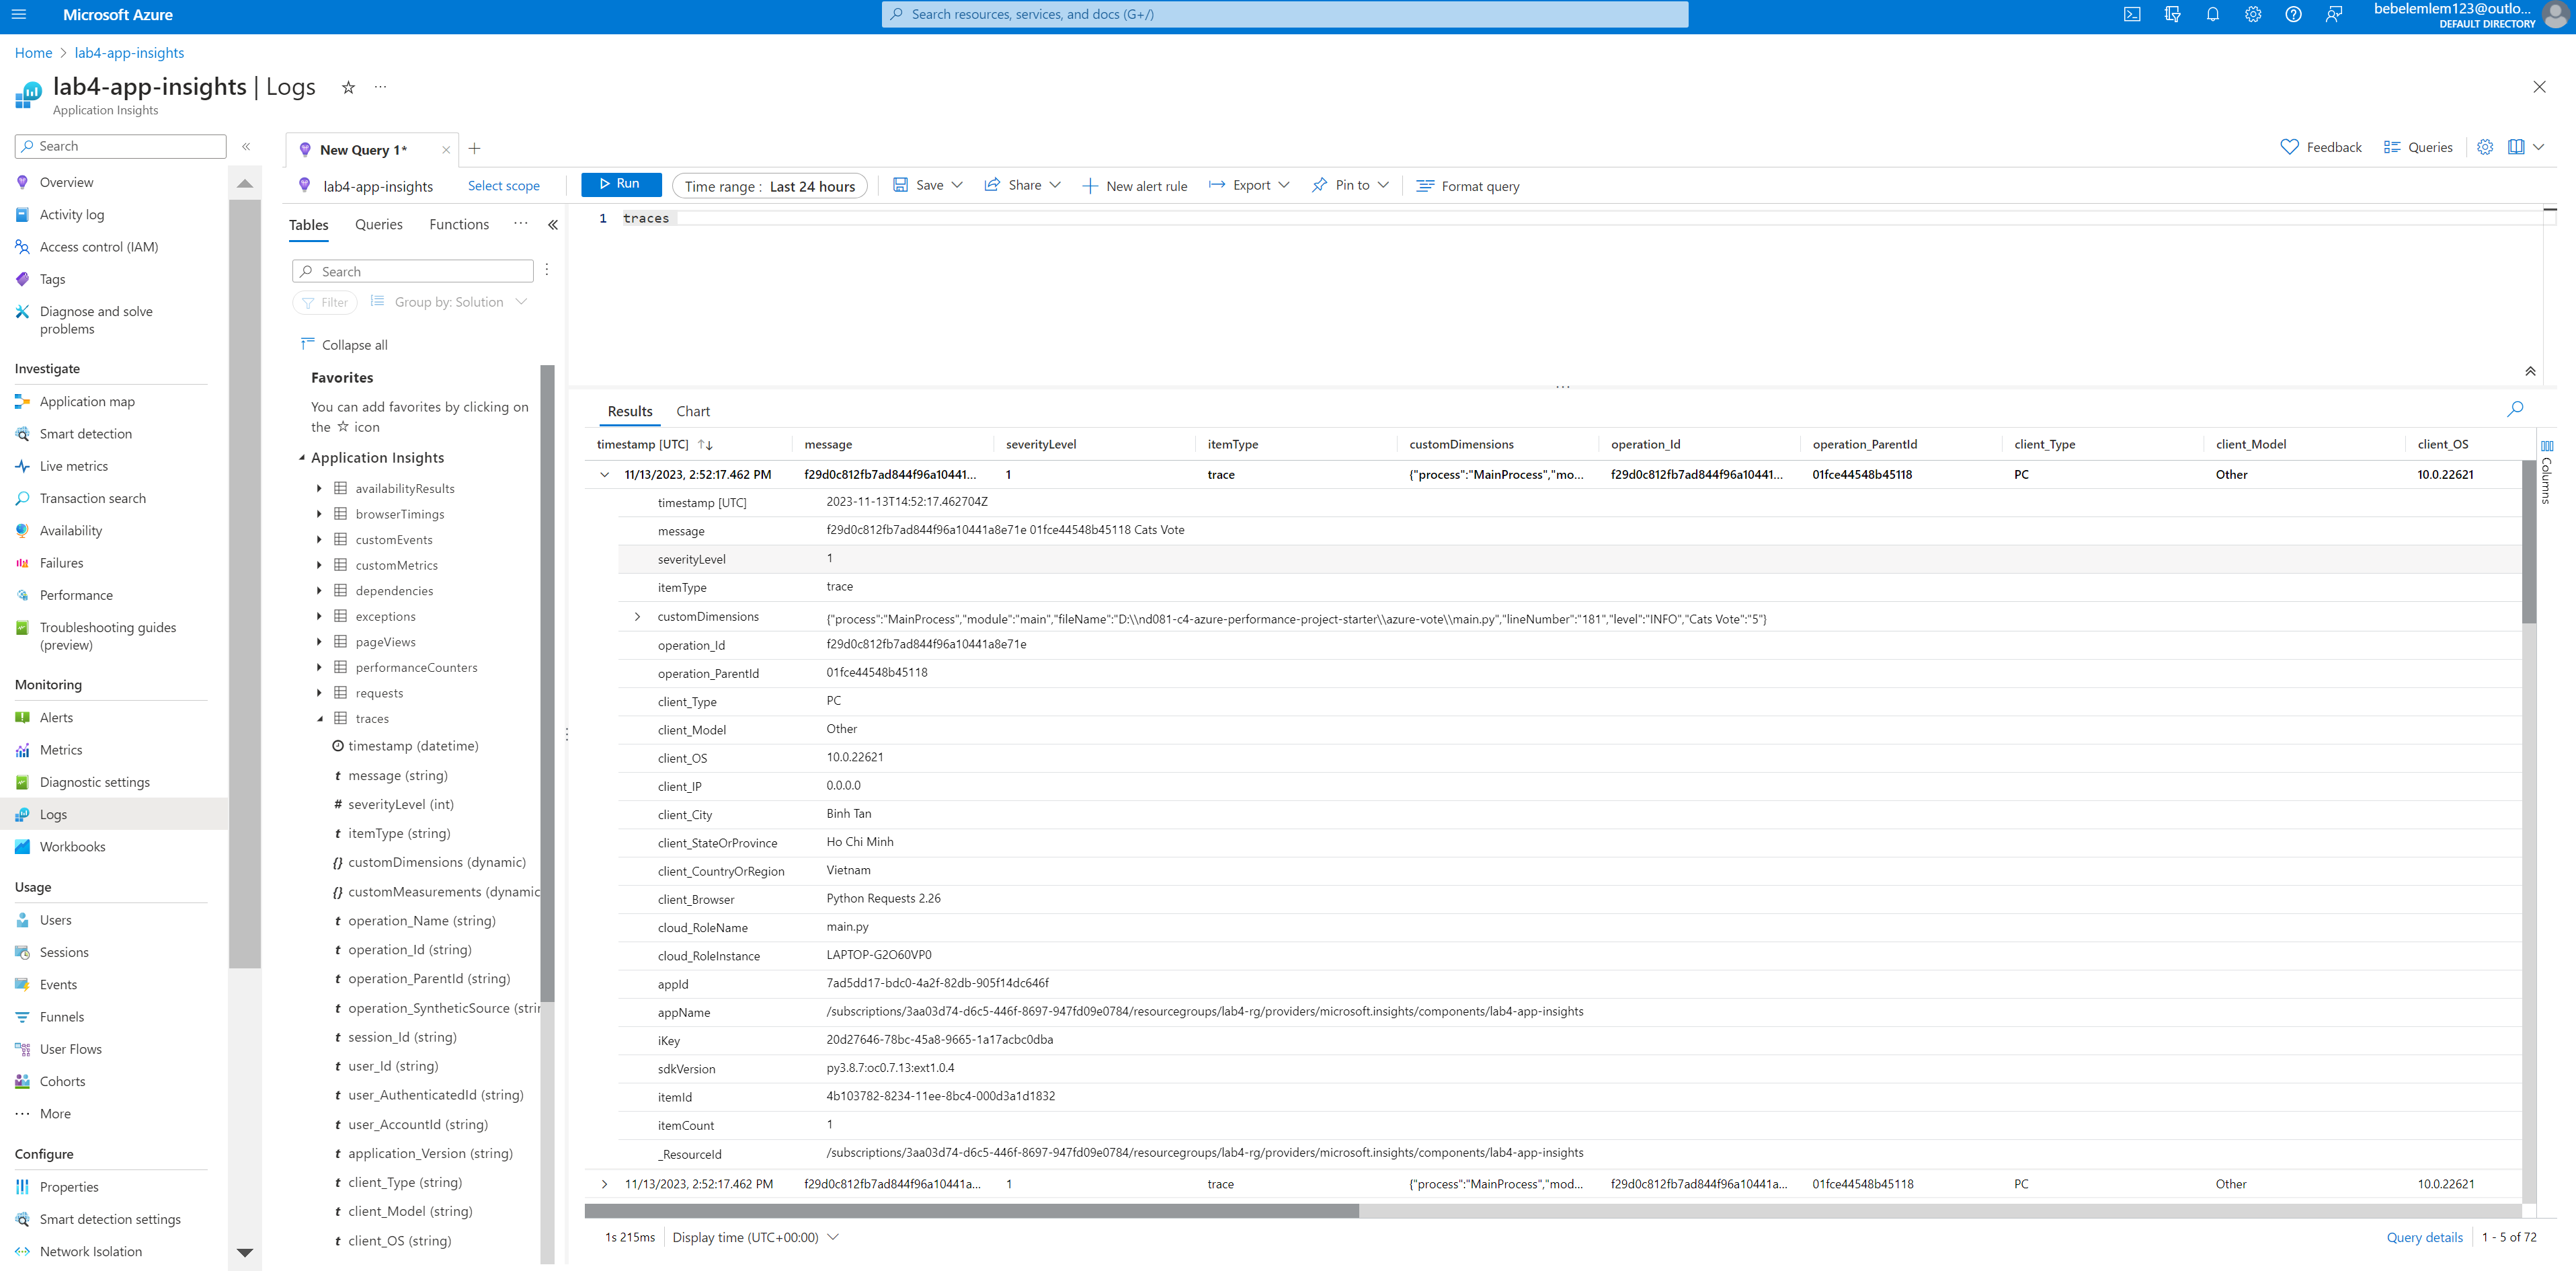 Microsoft Azure
Search resources, services, and docs (G+/)
bebelemlem123@outlo...
DEFAULT DIRECTORY
Home > lab4-app-insights
lab4-app-insights | Logs
Application Insights
Search
Overview
Activity log
Access control (IAM)
Tags
Diagnose and solve
problems
Investigate
Application map
Smart detection
Live metrics
Transaction search
Availability
Failures
Performance
Troubleshooting guides
(preview)
Monitoring
Alerts
Metrics
Diagnostic settings
Logs
Workbooks
Usage
Users
Sessions
Events
Funnels
User Flows
Cohorts
More
Configure
Properties
Smart detection settings
Network Isolation
New Query 1*
Feedback
Queries
lab4-app-insights
Select scope
Run
Time range : Last 24 hours
Save
Share
New alert rule
Export
Pin to
Format query
Tables
Queries
Functions
Search
Filter
Group by: Solution
Collapse all
Favorites
You can add favorites by clicking on
the ☆ icon
Application Insights
availabilityResults
browserTimings
customEvents
customMetrics
dependencies
exceptions
pageViews
performanceCounters
requests
traces
timestamp (datetime)
t message (string)
# severityLevel (int)
t itemType (string)
{} customDimensions (dynamic)
{} customMeasurements (dynamic
t operation_Name (string)
t operation_Id (string)
t operation_ParentId (string)
t operation_SyntheticSource (strin
t session_Id (string)
t user_Id (string)
t user_AuthenticatedId (string)
t user_AccountId (string)
t application_Version (string)
t client_Type (string)
t client_Model (string)
t client_OS (string)
1 traces
Results
Chart
timestamp [UTC] message severityLevel itemType customDimensions operation_Id operation_ParentId client_Type client_Model client_OS
Columns
11/13/2023, 2:52:17.462 PM f29d0c812fb7ad844f96a10441... 1 trace {"process":"MainProcess","mo... f29d0c812fb7ad844f96a10441... 01fce44548b45118 PC Other 10.0.22621
timestamp [UTC] 2023-11-13T14:52:17.462704Z
message f29d0c812fb7ad844f96a10441a8e71e 01fce44548b45118 Cats Vote
severityLevel 1
itemType trace
customDimensions {"process":"MainProcess","module":"main","fileName":"D:\\nd081-c4-azure-performance-project-starter\\azure-vote\\main.py","lineNumber":"181","level":"INFO","Cats Vote":"5"}
operation_Id f29d0c812fb7ad844f96a10441a8e71e
operation_ParentId 01fce44548b45118
client_Type PC
client_Model Other
client_OS 10.0.22621
client_IP 0.0.0.0
client_City Binh Tan
client_StateOrProvince Ho Chi Minh
client_CountryOrRegion Vietnam
client_Browser Python Requests 2.26
cloud_RoleName main.py
cloud_RoleInstance LAPTOP-G2O60VP0
appId 7ad5dd17-bdc0-4a2f-82db-905f14dc646f
appName /subscriptions/3aa03d74-d6c5-446f-8697-947fd09e0784/resourcegroups/lab4-rg/providers/microsoft.insights/components/lab4-app-insights
iKey 20d27646-78bc-45a8-9665-1a17acbc0dba
sdkVersion py3.8.7:oc0.7.13:ext1.0.4
itemId 4b103782-8234-11ee-8bc4-000d3a1d1832
itemCount 1
_ResourceId /subscriptions/3aa03d74-d6c5-446f-8697-947fd09e0784/resourcegroups/lab4-rg/providers/microsoft.insights/components/lab4-app-insights
11/13/2023, 2:52:17.462 PM f29d0c812fb7ad844f96a10441a... 1 trace {"process":"MainProcess","mod... f29d0c812fb7ad844f96a10441a... 01fce44548b45118 PC Other 10.0.22621
1s 215ms
Display time (UTC+00:00)
Query details
1 - 5 of 72